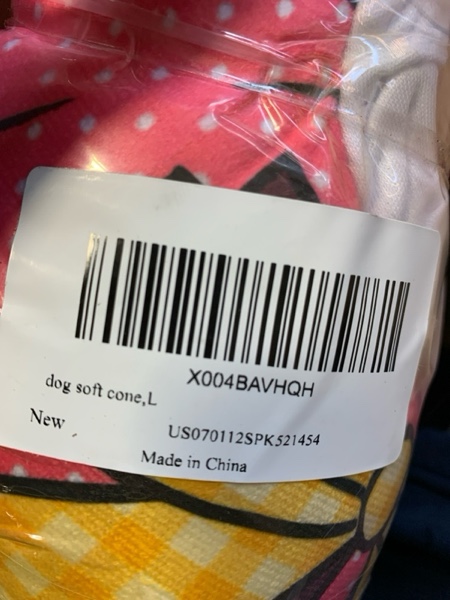 X004BAVHQH
dog soft cone,L
New
US070112SPK521454
Made in China